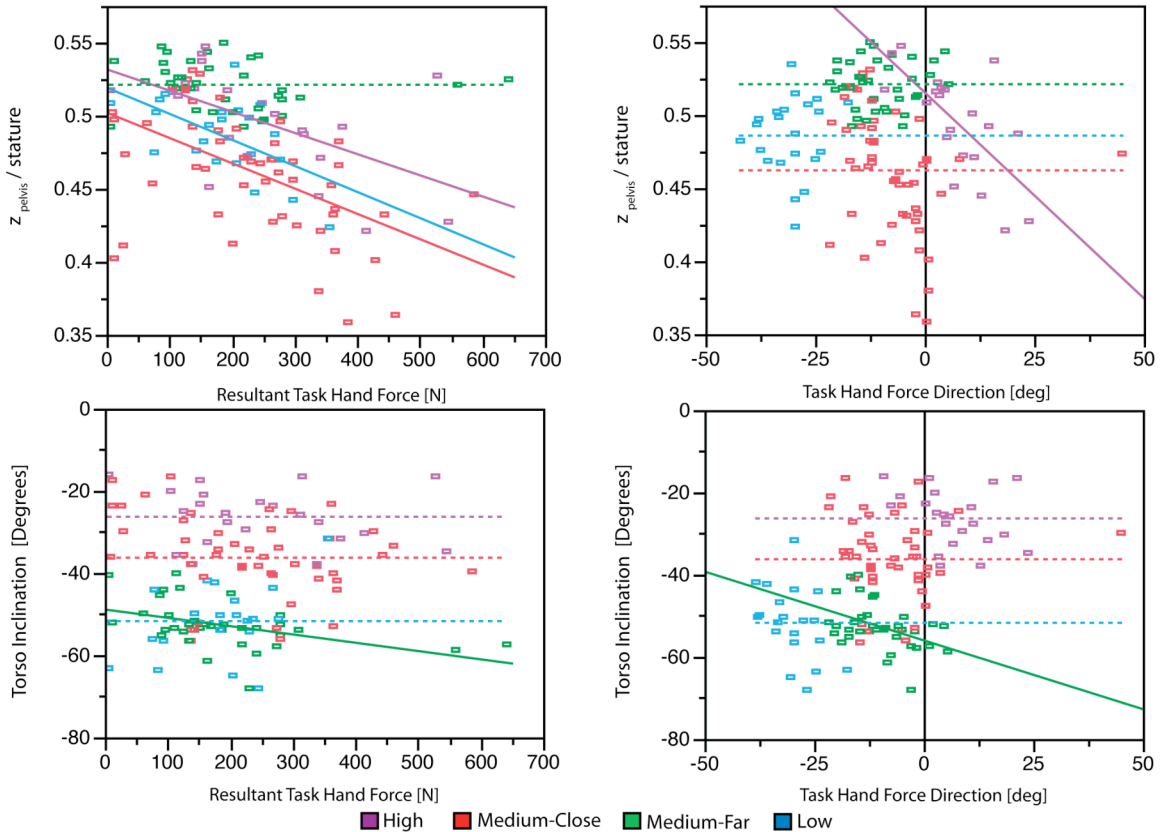 0.55
0.5
0.45
0.4
0.35
z pelvis / stature
0 100 200 300 400 500 600 700
Resultant Task Hand Force [N]
0.55
0.5
0.45
0.4
0.35
z pelvis / stature
-50 -25 0 25 50
Task Hand Force Direction [deg]
0
-20
-40
-60
-80
Torso Inclination [Degrees]
0 100 200 300 400 500 600 700
Resultant Task Hand Force [N]
0
-20
-40
-60
-80
Torso Inclination [Degrees]
-50 -25 0 25 50
Task Hand Force Direction [deg]
High Medium-Close Medium-Far Low